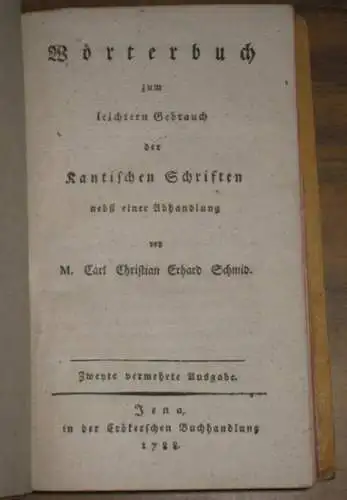 Wörterbuch
zum
leichtern Gebrauch
der
Kantischen Schriften
nebst einer Abhandlung
von
M. Carl Christian Erhard Schmid.
Zweyte vermehrte Ausgabe.
Jena,
in der Crökerschen Buchhandlung
1788.